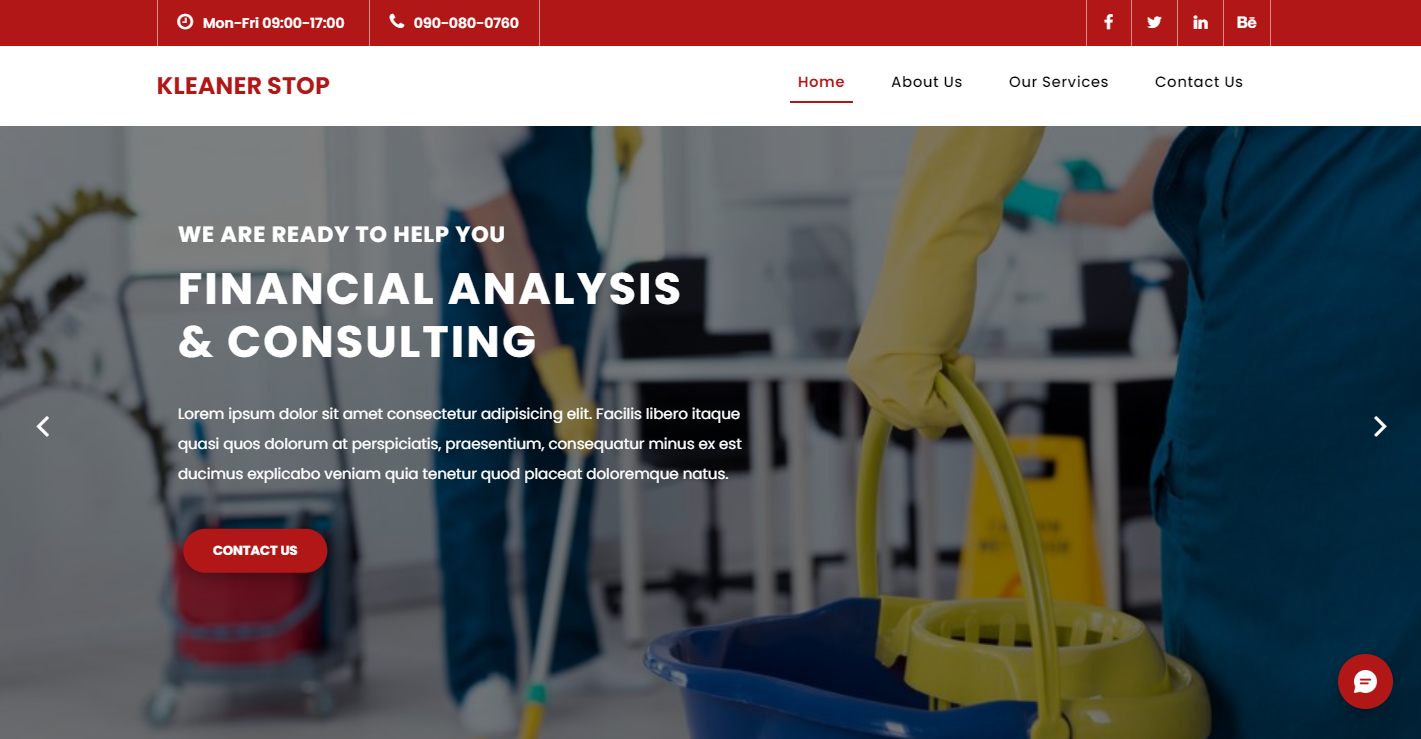 Mon-Fri 09:00-17:00
090-080-0760
Bē
KLEANER STOP
Home
About Us
Our Services
Contact Us
WE ARE READY TO HELP YOU
FINANCIAL ANALYSIS
& CONSULTING
Lorem ipsum dolor sit amet consectetur adipisicing elit. Facilis libero itaque
quasi quos dolorum at perspiciatis, praesentium, consequatur minus ex est
ducimus explicabo veniam quia tenetur quod placeat doloremque natus.
CONTACT US